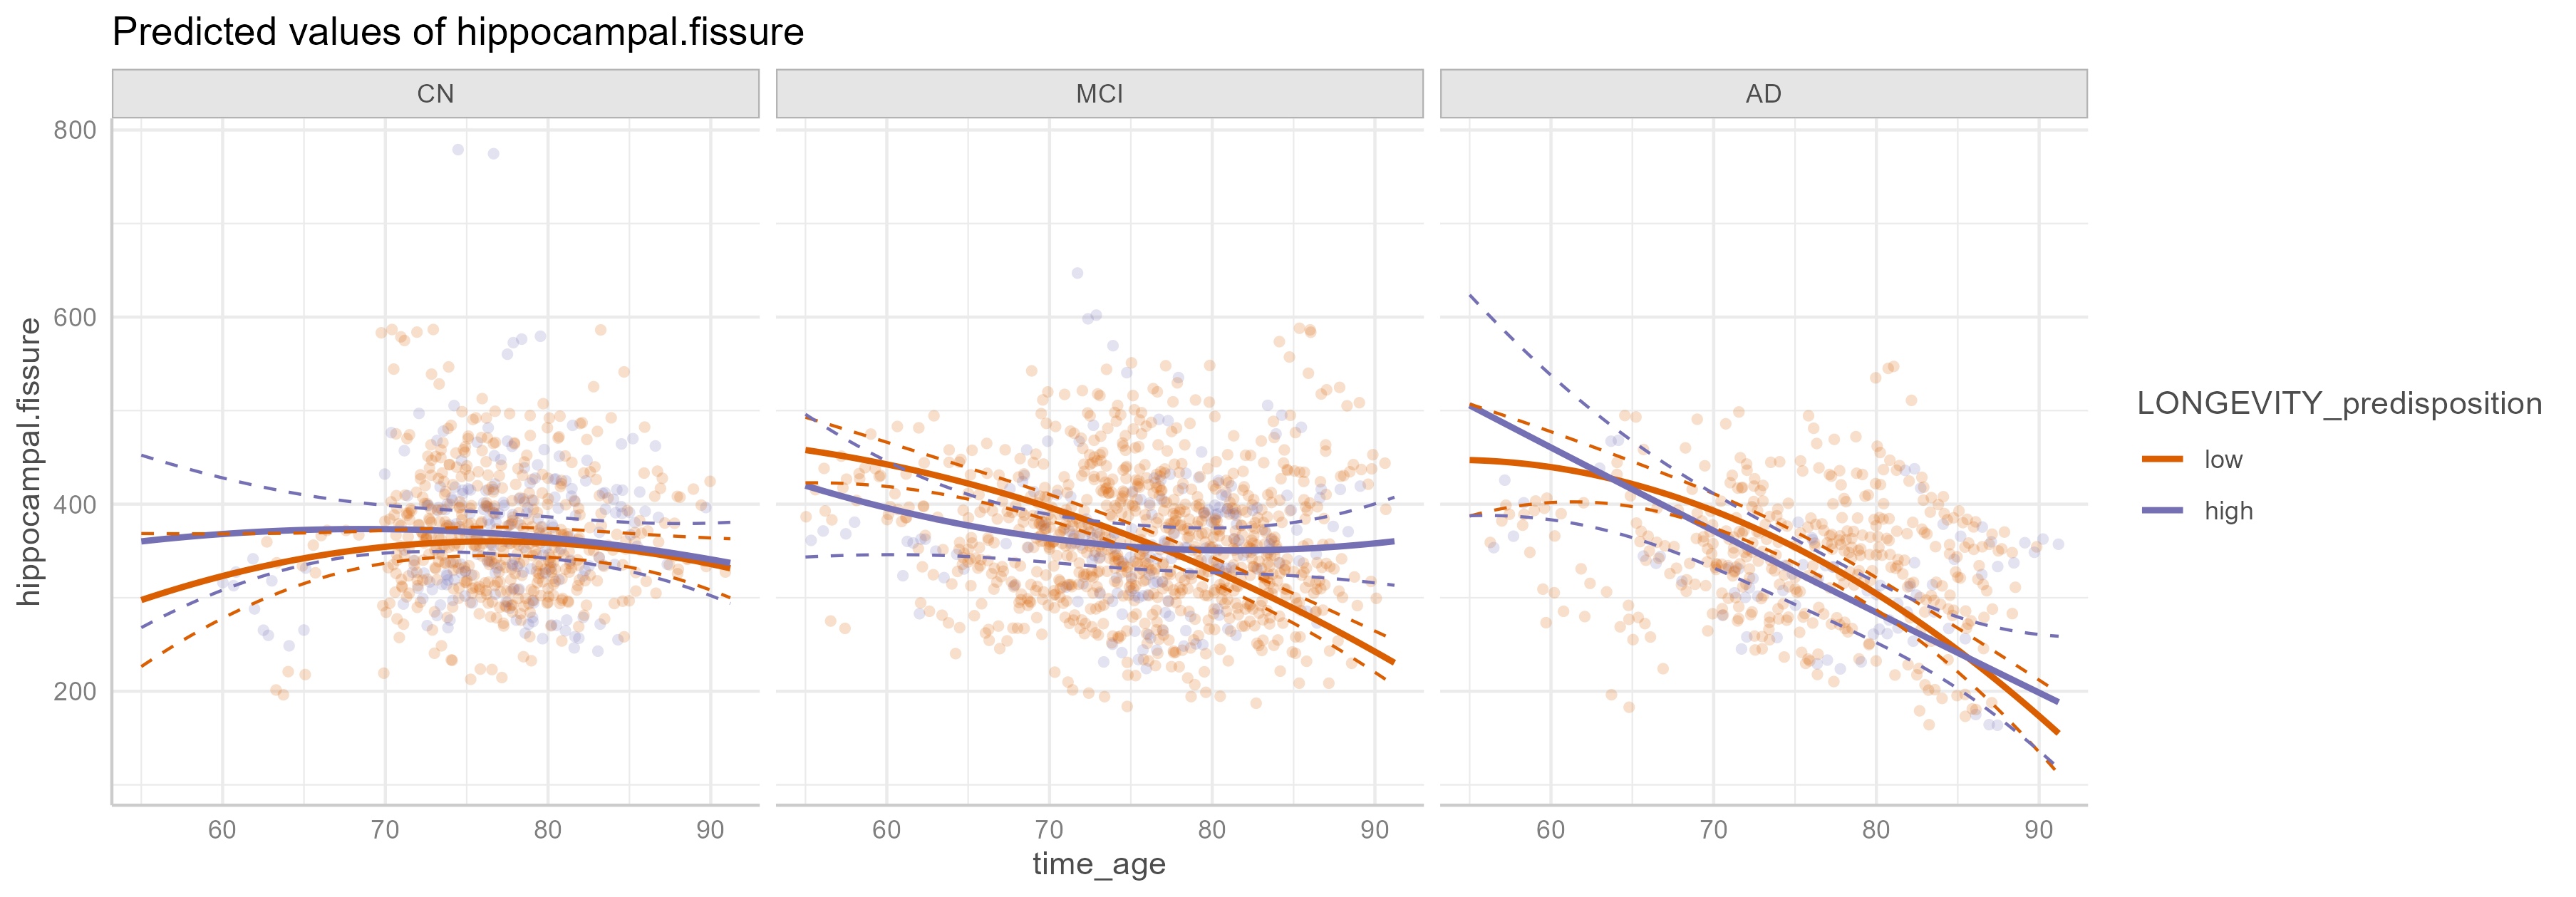 Predicted values of hippocampal.fissure
CN
MCI
AD
800
600
400
200
hippocampal.fissure
60
70
80
90
60
70
80
90
60
70
80
90
time_age
LONGEVITY_predisposition
low
high